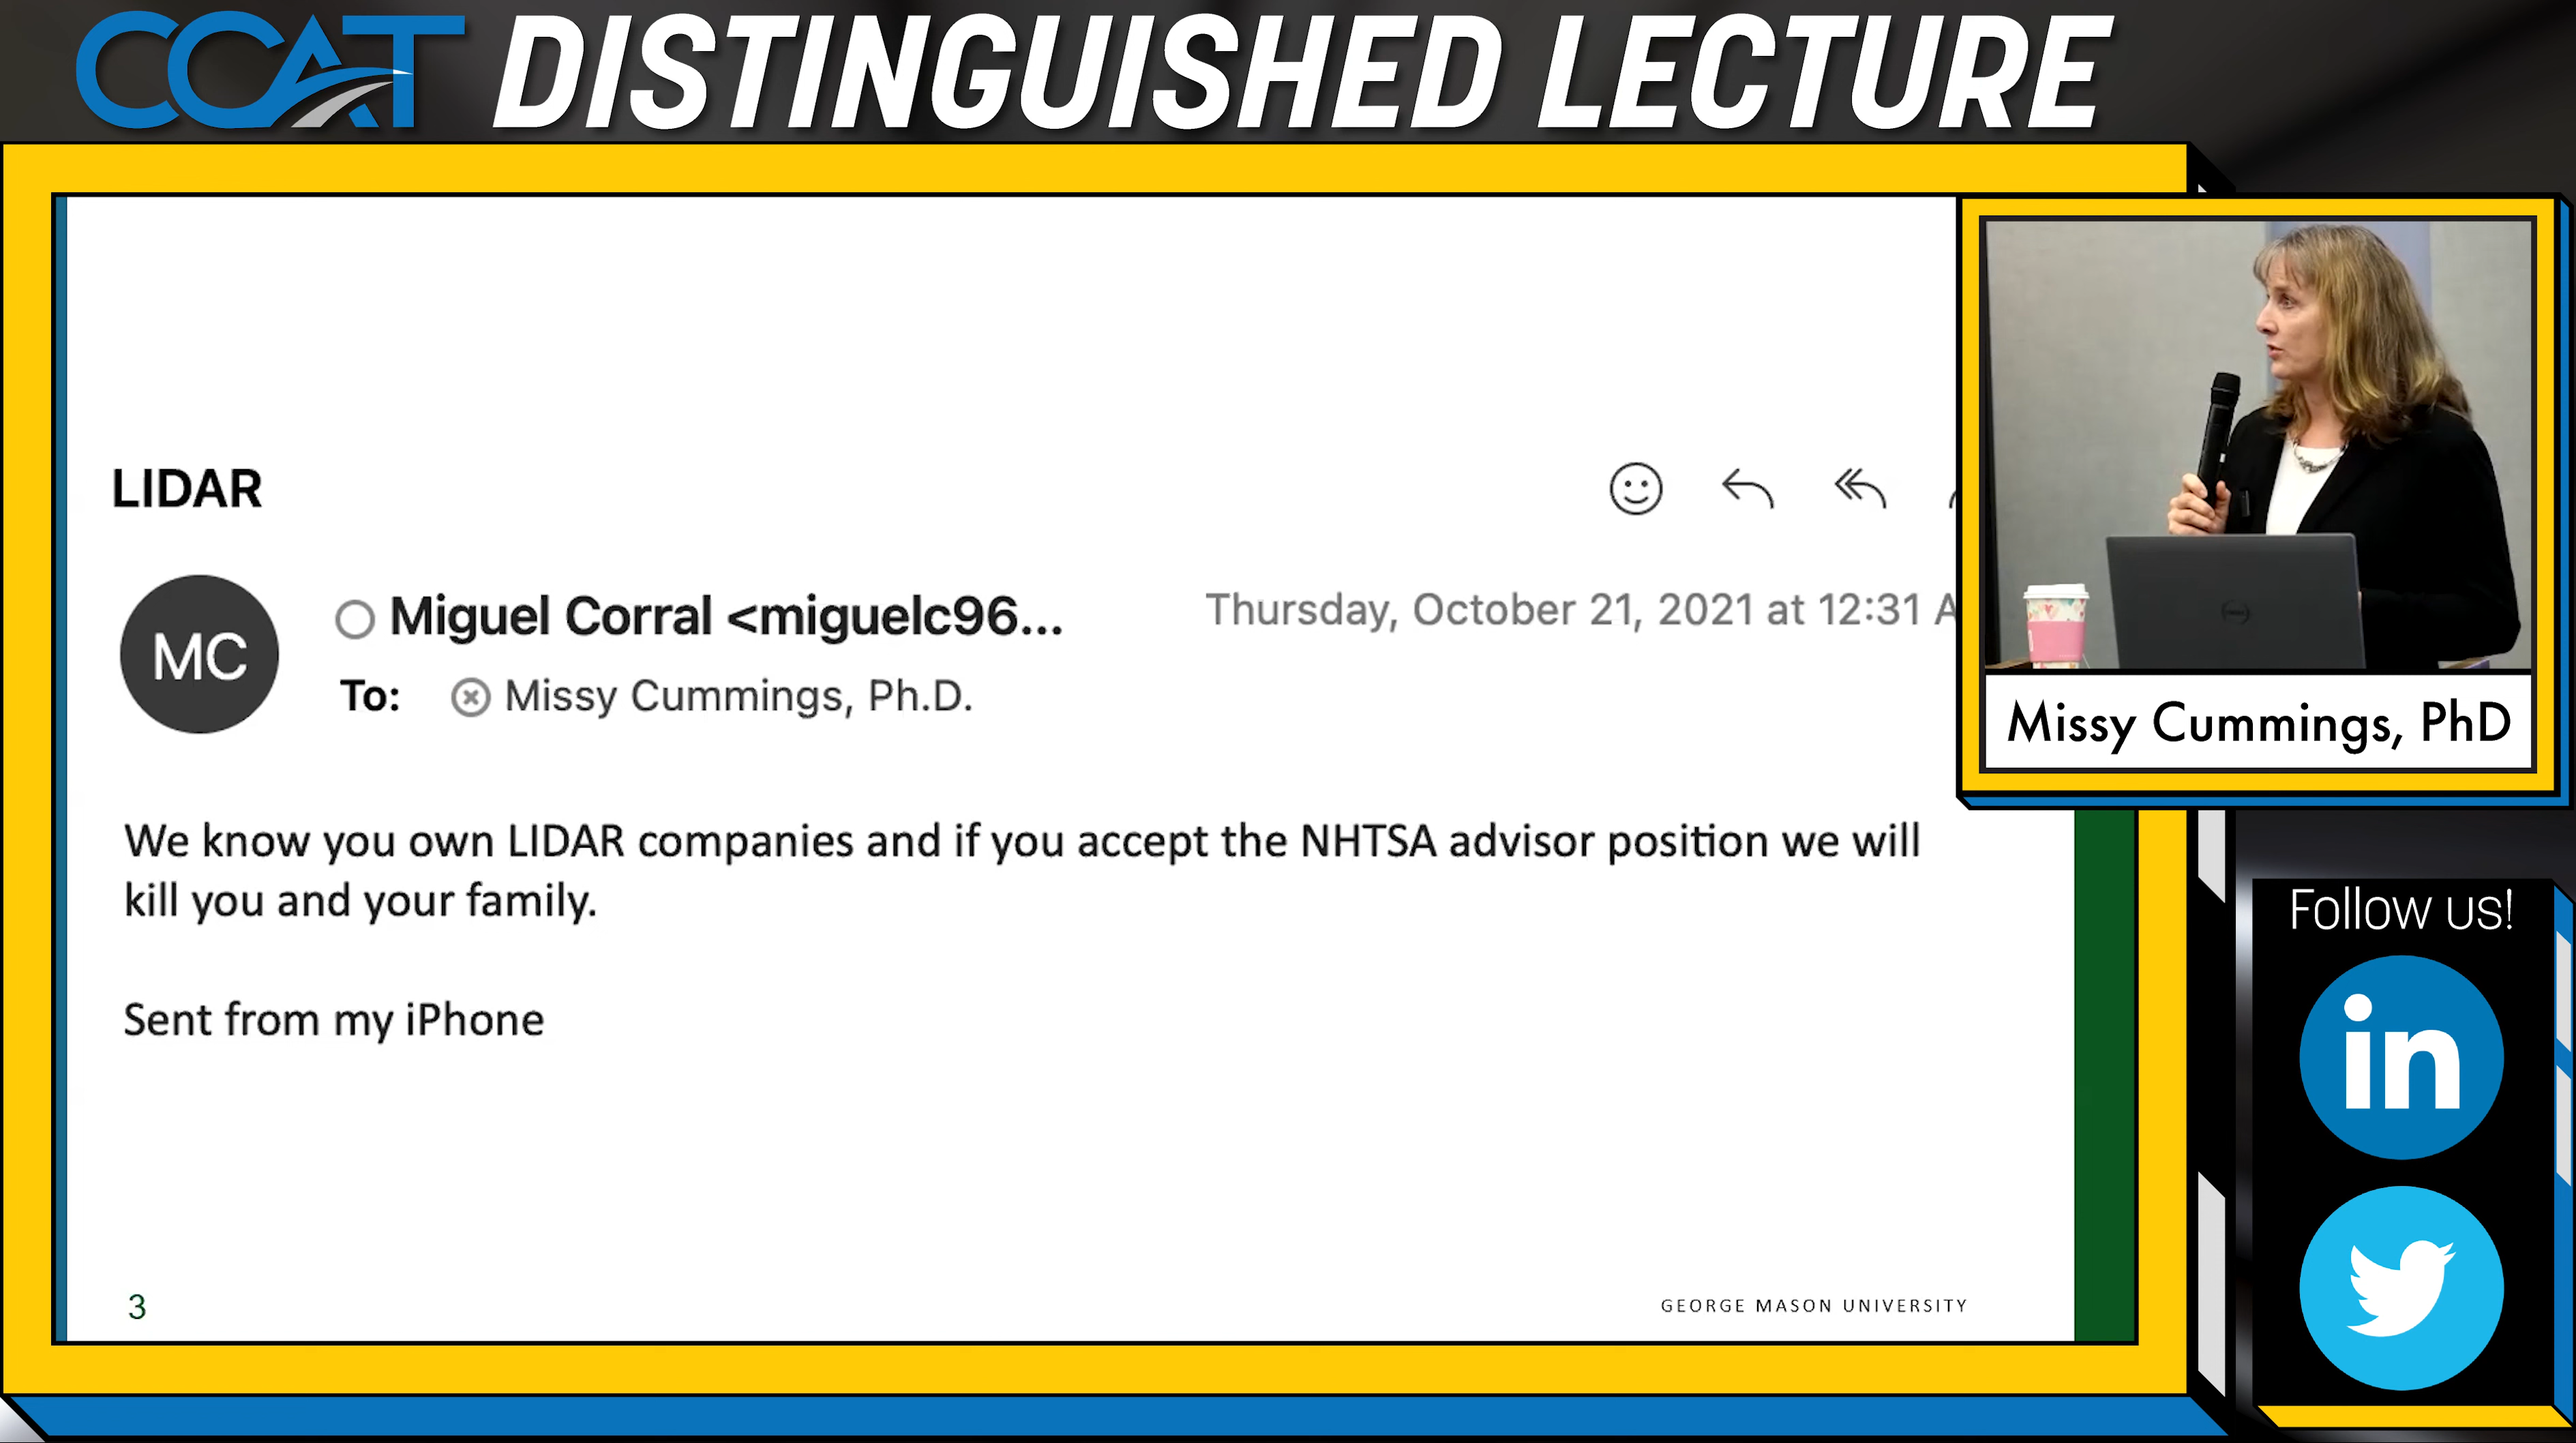 CCAT DISTINGUISHED LECTURE
LIDAR
MC
Miguel Corral <miguelc96...
Thursday, October 21, 2021 at 12:31 A
To: Missy Cummings, Ph.D.
We know you own LIDAR companies and if you accept the NHTSA advisor position we will
kill you and your family.
Sent from my iPhone
3
GEORGE MASON UNIVERSITY
Missy Cummings, PhD
Follow us!
in